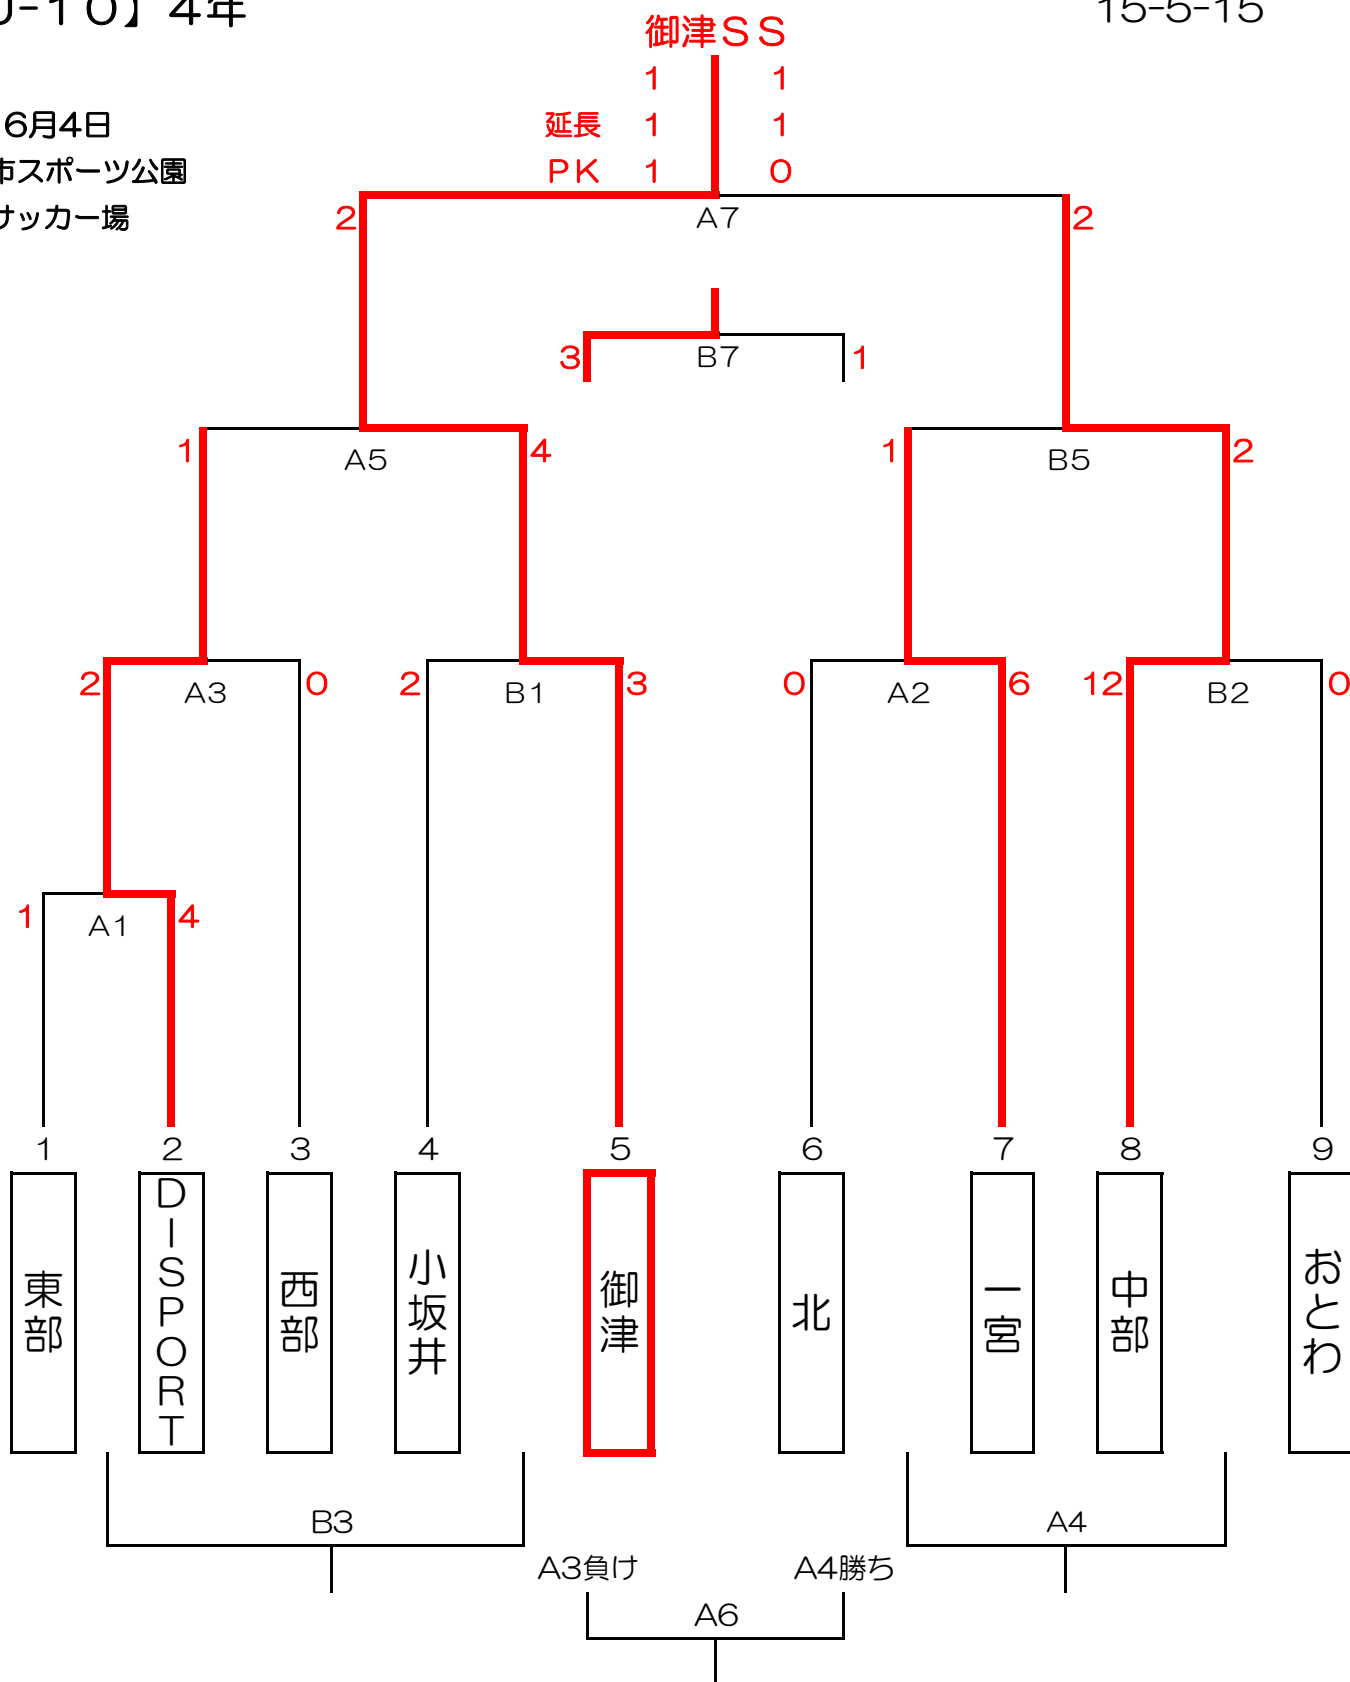 -10】4年
15-5-15
御津SS
1 1
6月4日
延長 1 1
市スポーツ公園
PK 1 0
サッカー場
2 A7 2
3 B7 1
1 A5 4
1 B5 2
2 A3 0
2 B1 3
0 A2 6
12 B2 0
1 A1 4
1 2 3 4 5 6 7 8 9
東部
DISPORT
西部
小坂井
御津
北
一宮
中部
おとわ
B3
A4
A3負け
A4勝ち
A6